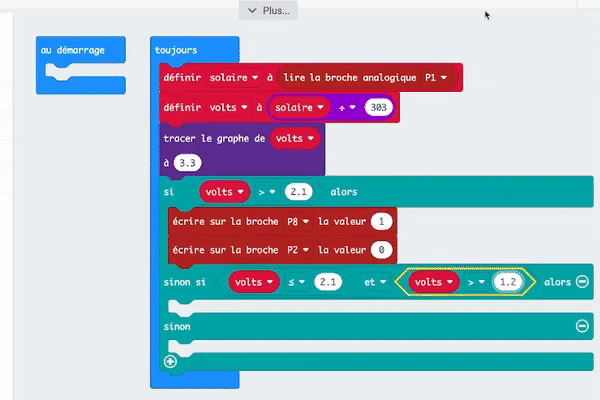 Plus...
au démarrage
toujours
définir solaire à lire la broche analogique P1
définir volts à solaire ÷ 303
tracer le graphe de volts
à 3.3
si volts > 2.1 alors
écrire sur la broche P8 la valeur 1
écrire sur la broche P2 la valeur 0
sinon si volts ≤ 2.1 et volts > 1.2 alors
sinon